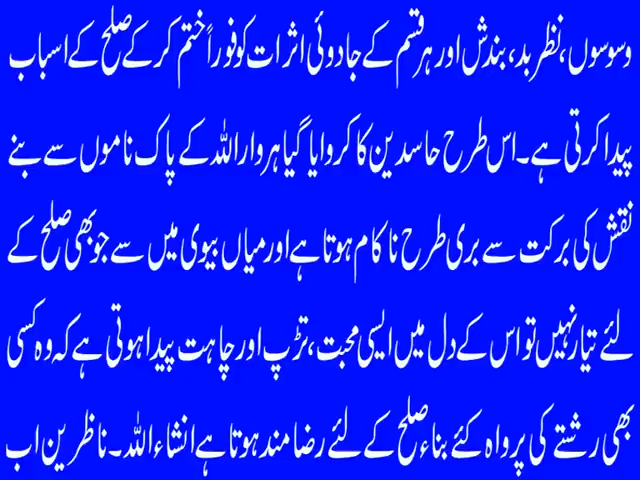 وسوسوں، نظر بد، بندش اور ہر قسم کے جادوئی اثرات کو فوراً ختم کر کے صلح کے اسباب
پیدا کرتی ہے۔ اس طرح حاسدین کا کروایا گیا ہر وار اللہ کے پاک ناموں سے بنے
نقش کی برکت سے بری طرح ناکام ہوتا ہے اور میاں بیوی میں سے جو بھی صلح کے
لئے تیار نہیں تو اس کے دل میں ایسی محبت، تڑپ اور چاہت پیدا ہوتی ہے کہ وہ کسی
بھی رشتے کی پرواہ کئے بناء صلح کے لئے رضا مند ہوتا ہے انشاء اللہ۔ ناظرین اب